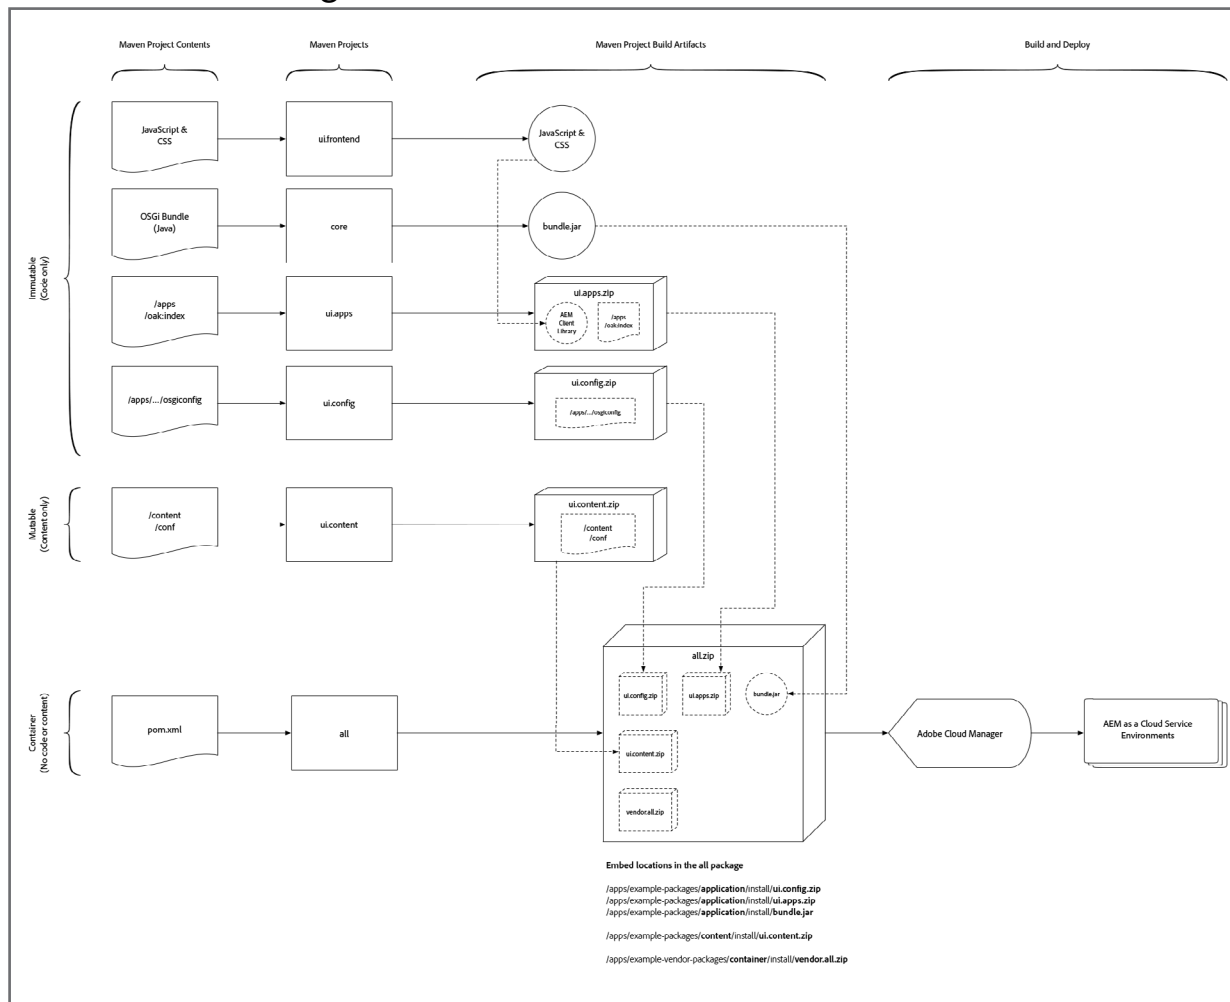 Maven Project Contents
Maven Projects
Maven Project Build Artifacts
Build and Deploy
Immutable
(Code only)
JavaScript &
CSS
ui.frontend
JavaScript &
CSS
OSGi Bundle
(Java)
core
bundle.jar
/apps
/oak:index
ui.apps
ui.apps.zip
AEM
Client
Library
/apps
/oak:index
/apps/.../osgiconfig
ui.config
ui.config.zip
/apps/.../osgiconfig
Mutable
(Content only)
/content
/conf
ui.content
ui.content.zip
/content
/conf
Container
(No code or content)
pom.xml
all
all.zip
ui.config.zip
ui.apps.zip
bundle.jar
ui.content.zip
vendor.all.zip
Adobe Cloud Manager
AEM as a Cloud Service
Environments
Embed locations in the all package
/apps/example-packages/application/install/ui.config.zip
/apps/example-packages/application/install/ui.apps.zip
/apps/example-packages/application/install/bundle.jar
/apps/example-packages/content/install/ui.content.zip
/apps/example-vendor-packages/container/install/vendor.all.zip